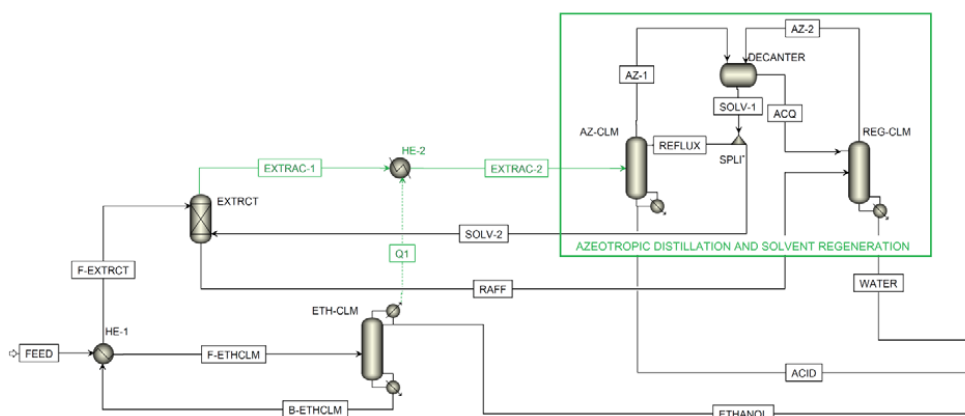 AZ-2
DECANTER
AZ-1
SOLV-1
ACQ
AZ-CLM
REFLUX
REG-CLM
SPLI
HE-2
EXTRAC-1
EXTRAC-2
EXTRCT
SOLV-2
AZEOTROPIC DISTILLATION AND SOLVENT REGENERATION
Q1
F-EXTRCT
RAFF
WATER
ETH-CLM
HE-1
FEED
F-ETHCLM
ACID
B-ETHCLM
ETHANOL